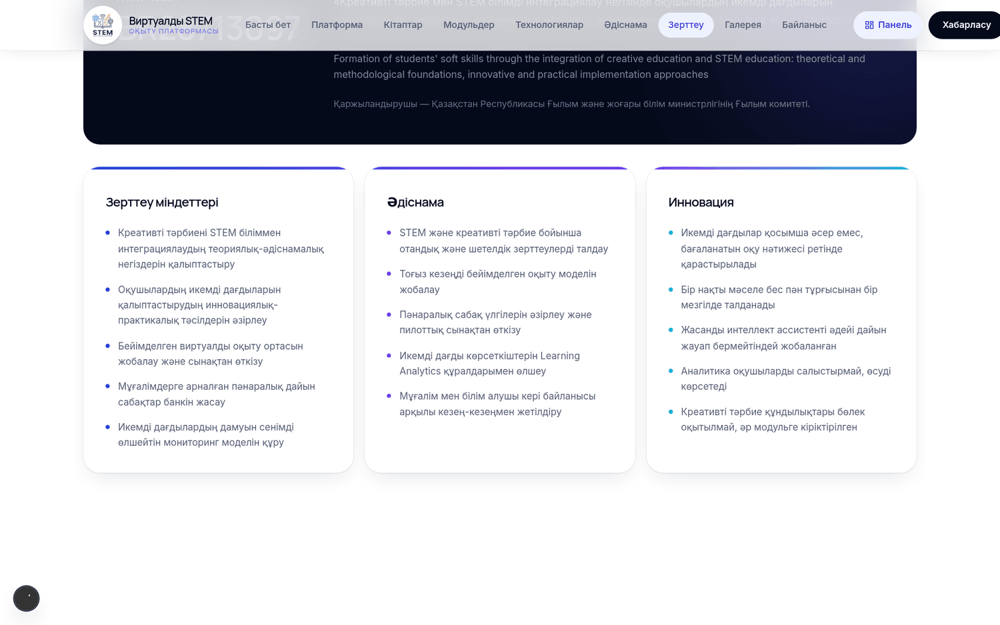 «Креативті тәрбие мен STEM білімді интеграциялау негізінде оқушылардың икемді дағдыларын
STEM
Виртуалды STEM
ОҚЫТУ ПЛАТФОРМАСЫ
Басты бет
Платформа
Кітаптар
Модульдер
Технологиялар
Әдіснама
Зерттеу
Галерея
Байланыс
Панель
Хабарласу
Formation of students' soft skills through the integration of creative education and STEM education: theoretical and
methodological foundations, innovative and practical implementation approaches
Қаржыландырушы — Қазақстан Республикасы Ғылым және жоғары білім министрлігінің Ғылым комитеті.
Зерттеу міндеттері
Креативті тәрбиені STEM біліммен
интеграциялаудың теориялық-әдіснамалық
негіздерін қалыптастыру
Оқушылардың икемді дағдыларын
қалыптастырудың инновациялық-
практикалық тәсілдерін әзірлеу
Бейімделген виртуалды оқыту ортасын
жобалау және сынақтан өткізу
Мұғалімдерге арналған пәнаралық дайын
сабақтар банкін жасау
Икемді дағдылардың дамуын сенімді
өлшейтін мониторинг моделін құру
Әдіснама
STEM және креативті тәрбие бойынша
отандық және шетелдік зерттеулерді талдау
Тоғыз кезеңді бейімделген оқыту моделін
жобалау
Пәнаралық сабақ үлгілерін әзірлеу және
пилоттық сынақтан өткізу
Икемді дағды көрсеткіштерін Learning
Analytics құралдарымен өлшеу
Мұғалім мен білім алушы кері байланысы
арқылы кезең-кезеңмен жетілдіру
Инновация
Икемді дағдылар қосымша әсер емес,
бағаланатын оқу нәтижесі ретінде
қарастырылады
Бір нақты мәселе бес пән тұрғысынан бір
мезгілде талданады
Жасанды интеллект ассистенті әдейі дайын
жауап бермейтіндей жобаланған
Аналитика оқушыларды салыстырмай, өсуді
көрсетеді
Креативті тәрбие құндылықтары бөлек
оқытылмай, әр модульге кіріктірілген